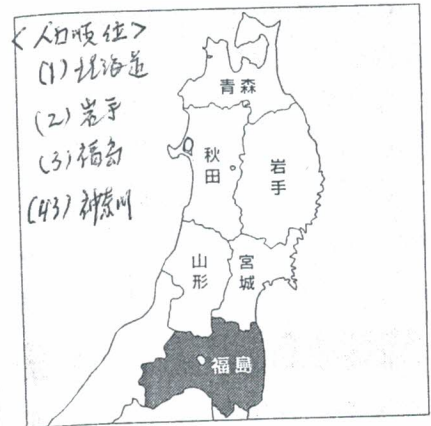 <人口順位>
(1)北海道
(2)岩手
(3)福島
(43)神奈川
青森
秋田
岩手
山形
宮城
福島